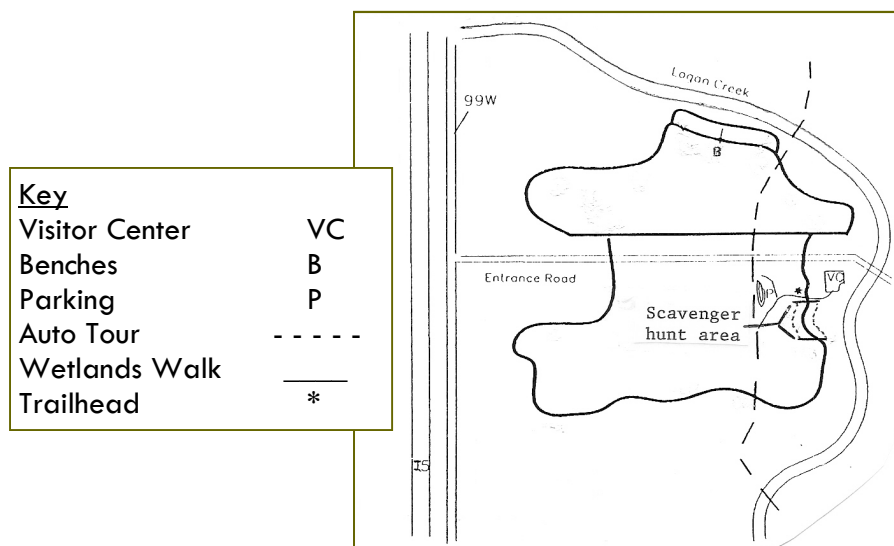 Key
Visitor Center VC
Benches B
Parking P
Auto Tour - - - - -
Wetlands Walk ____
Trailhead *
Logan Creek
99W
B
Entrance Road
VC
P
*
Scavenger
hunt area
I5